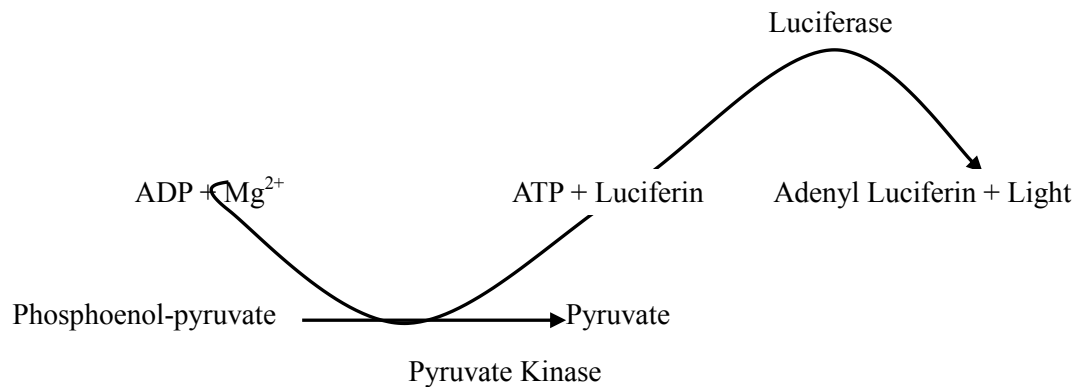 Luciferase
ADP + Mg²⁺ ATP + Luciferin Adenyl Luciferin + Light
Phosphoenol-pyruvate Pyruvate
Pyruvate Kinase